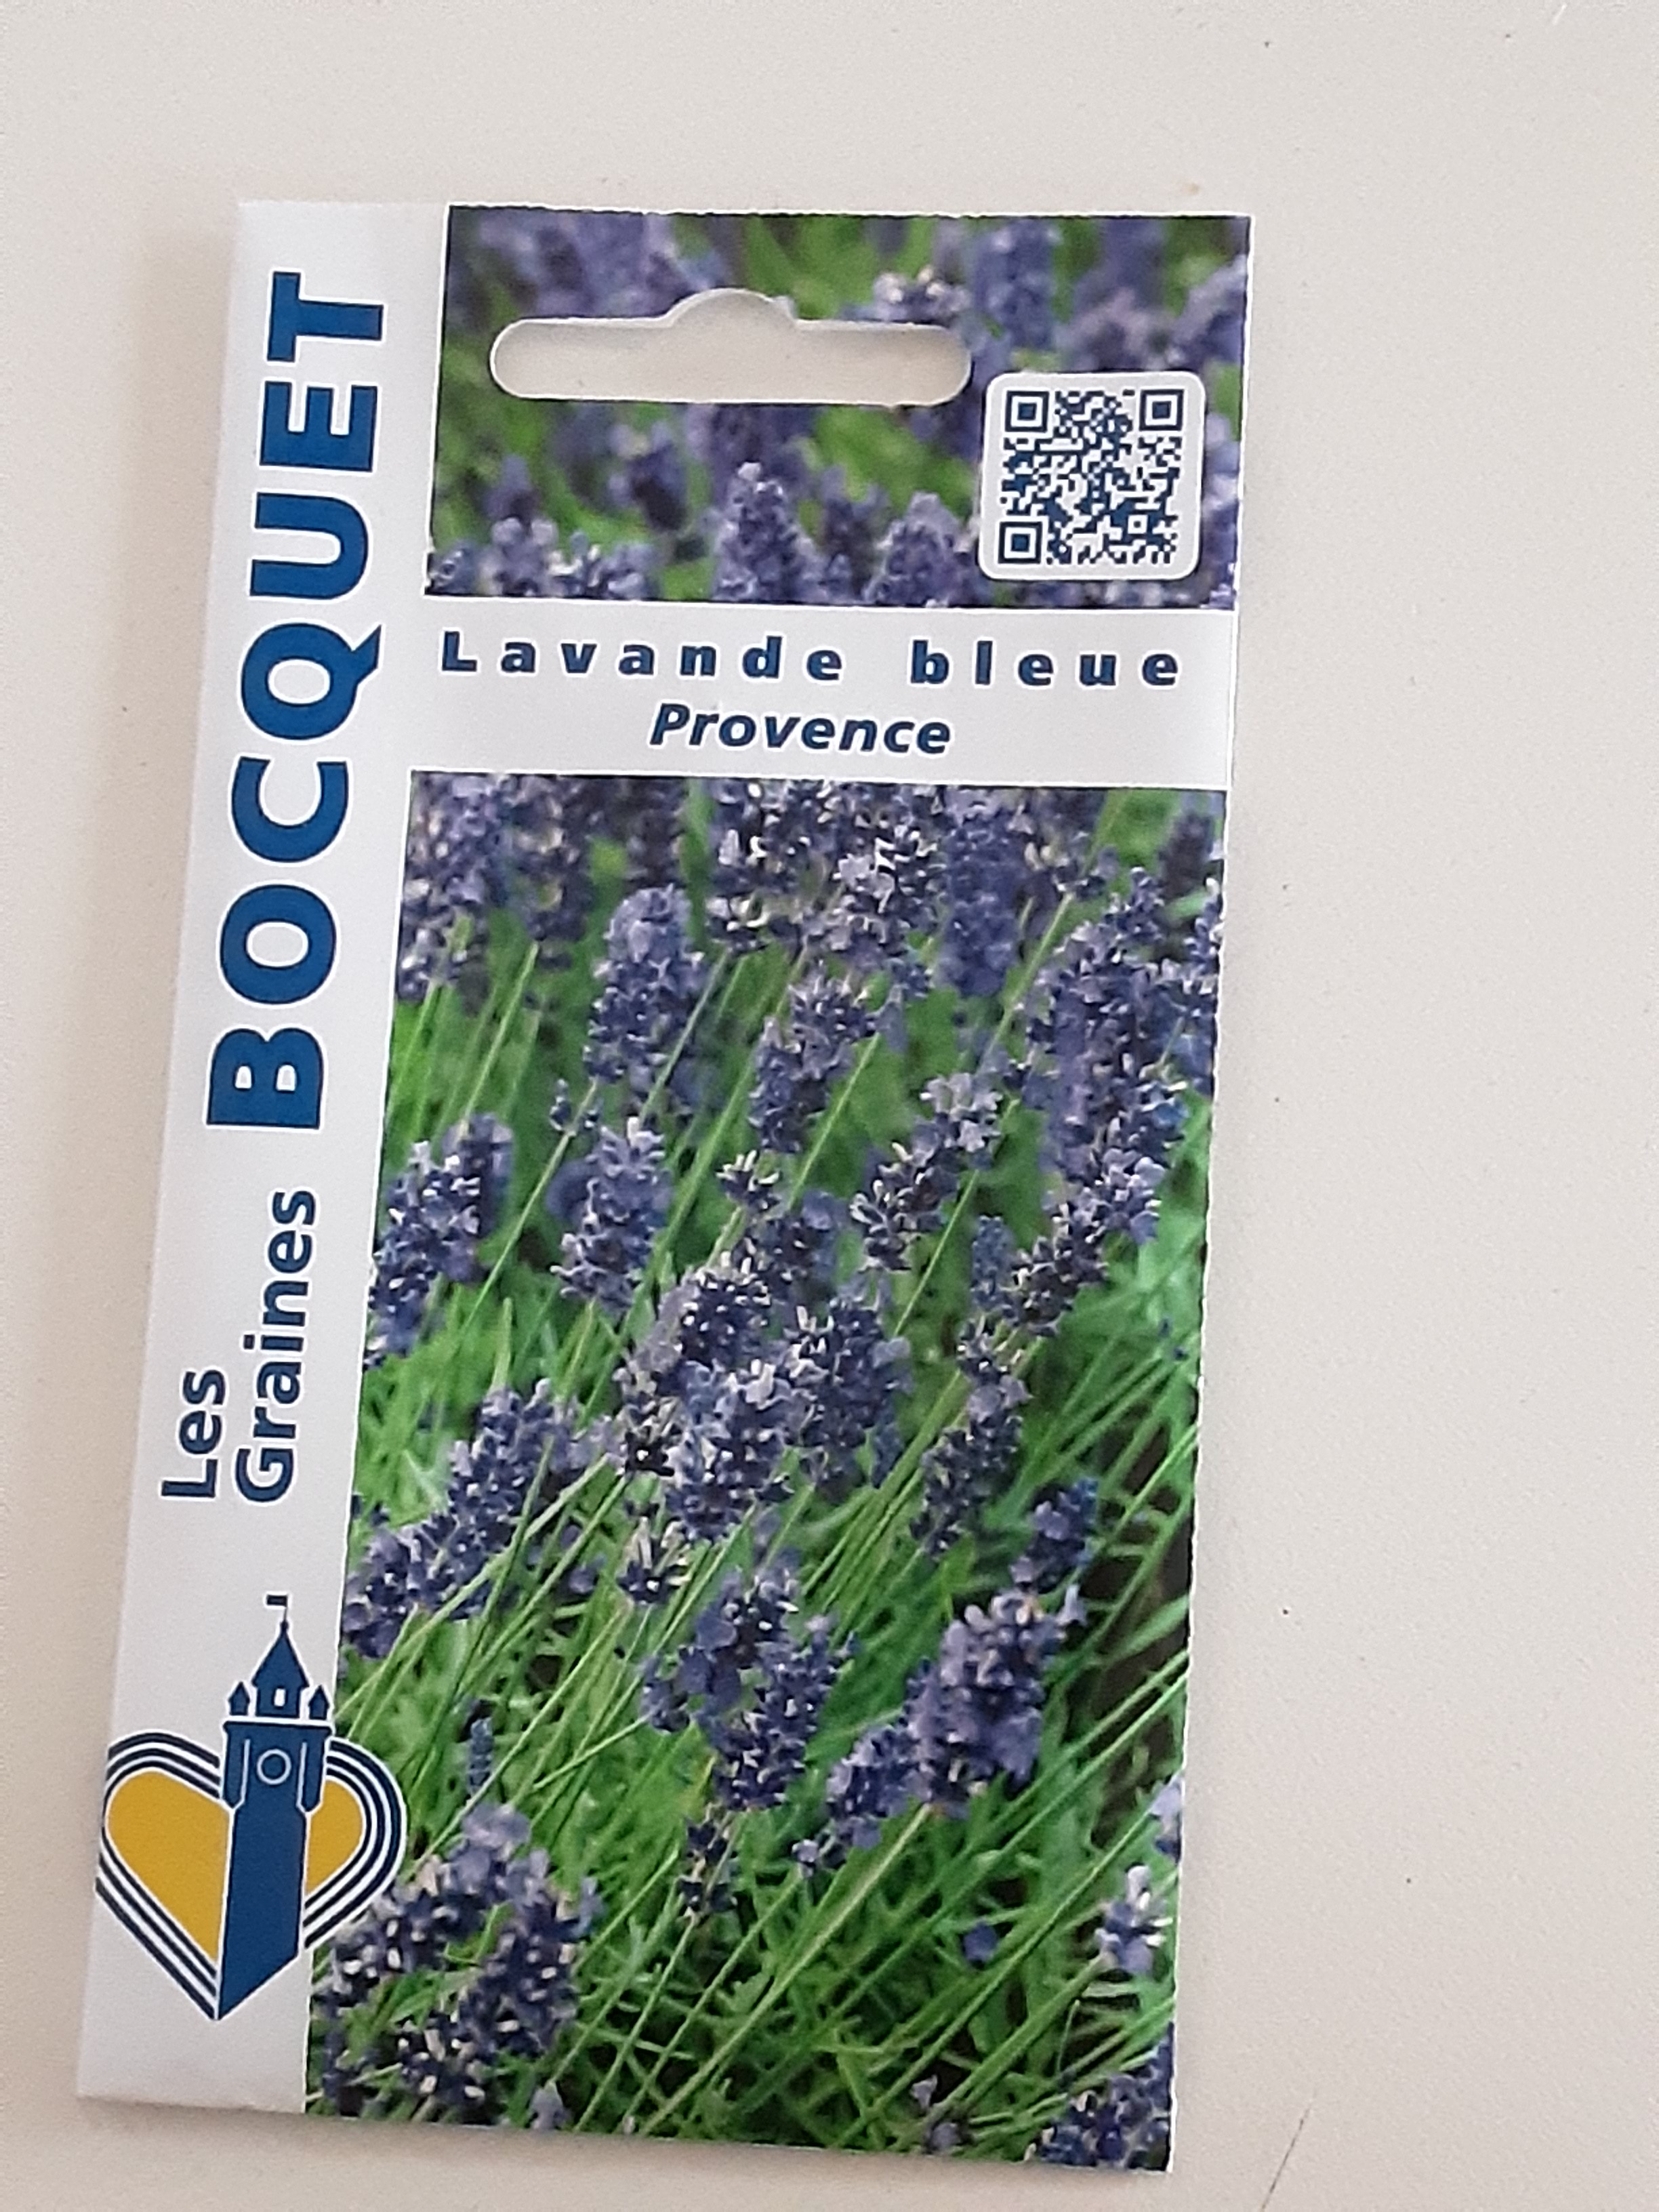 Les
Graines BOCQUET
Lavande bleue
Provence